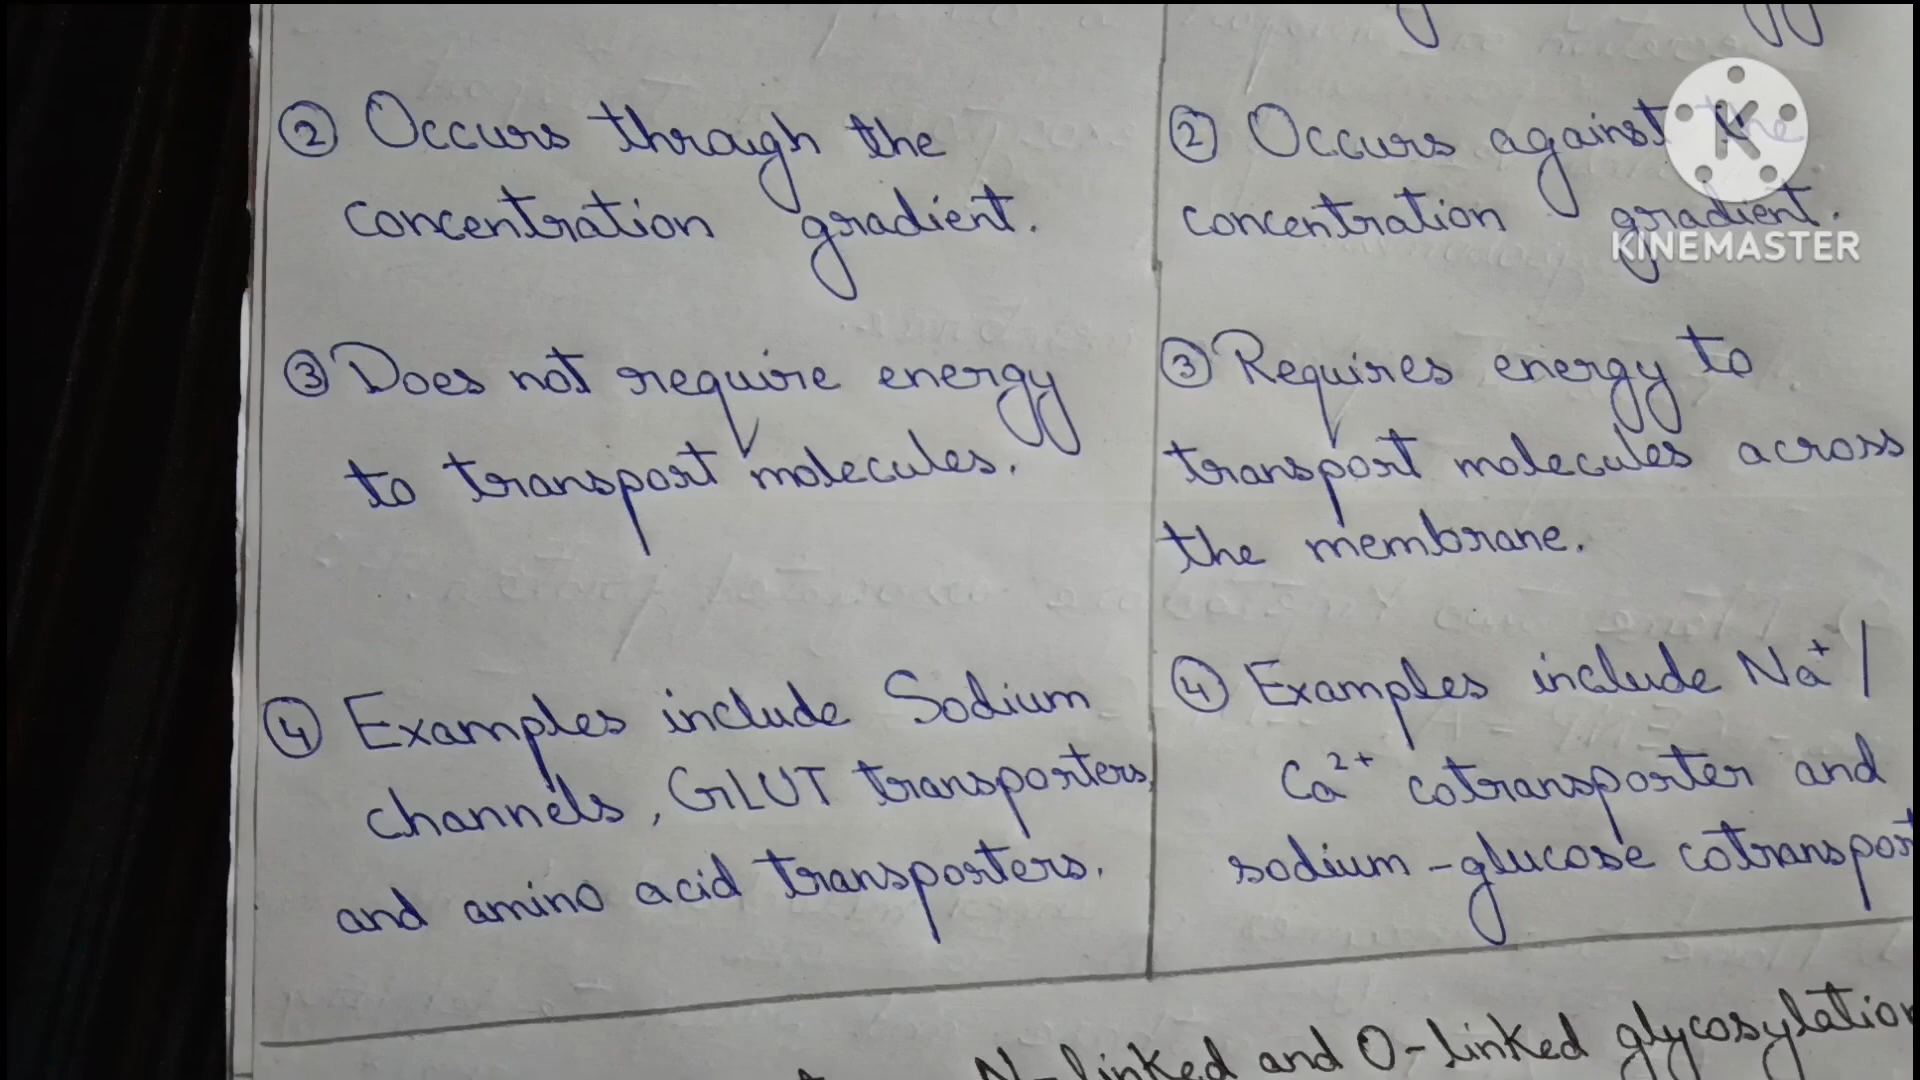 ② Occurs through the
concentration gradient.
③ Does not require energy
to transport molecules.
④ Examples include Sodium
channels, GLUT transporters,
and amino acid transporters.
② Occurs against the
concentration gradient.
③ Requires energy to
transport molecules across
the membrane.
④ Examples include Na⁺/
Ca²⁺ cotransporter and
sodium-glucose cotranspor
N-linked and O-linked glycosylation
K
KINEMASTER